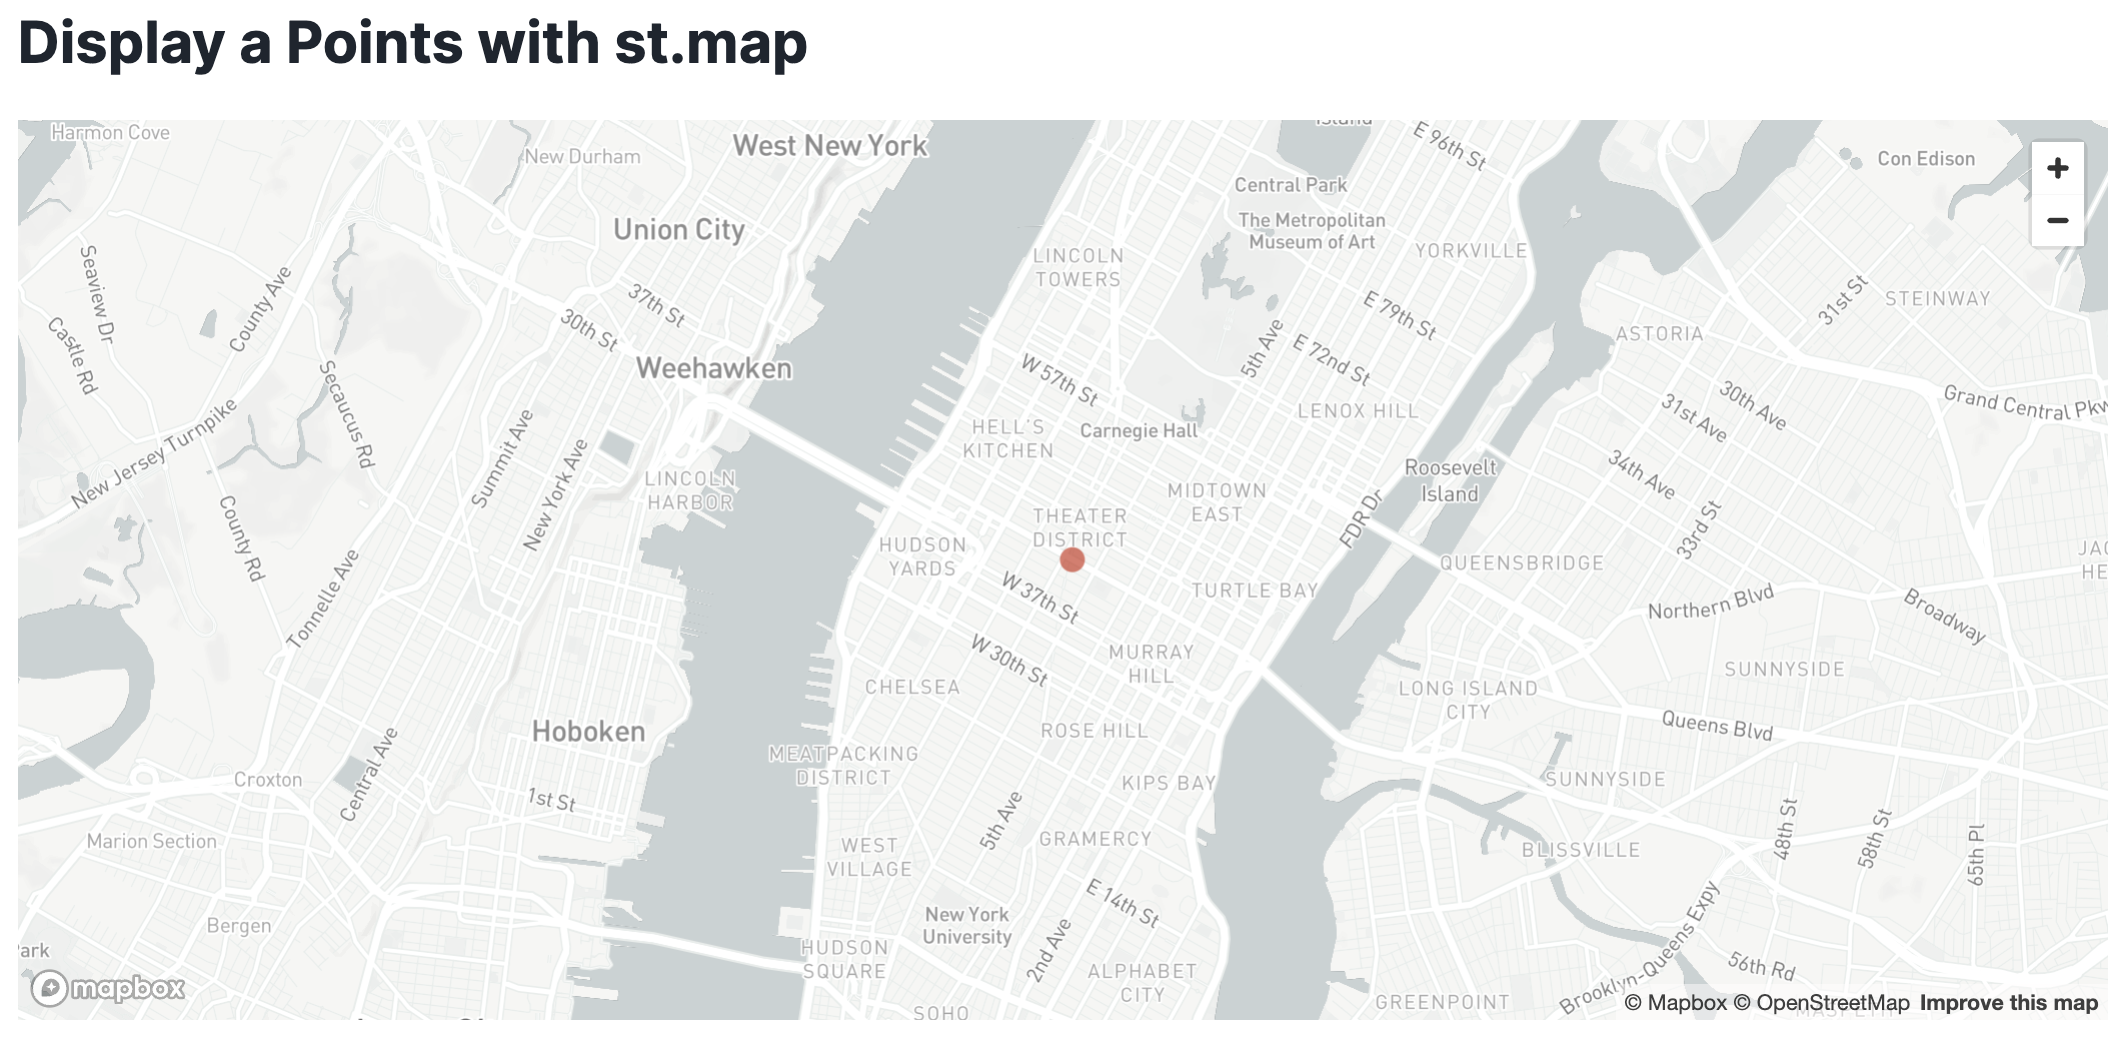 Display a Points with st.map
Harmon Cove
New Durham
West New York
Island
E 96th St
Con Edison
+
Central Park
Union City
The Metropolitan
Museum of Art
−
YORKVILLE
LINCOLN
TOWERS
Seaview Dr
County Ave
37th St
30th St
E 79th St
31st St
STEINWAY
ASTORIA
Castle Rd
Weehawken
5th Ave
E 72nd St
W 57th St
Secaucus Rd
30th Ave
Grand Central Pkw
31st Ave
LENOX HILL
New Jersey Turnpike
Summit Ave
HELL'S
KITCHEN
Carnegie Hall
New York Ave
LINCOLN
HARBOR
Roosevelt
Island
34th Ave
MIDTOWN
EAST
FDR Dr
33rd St
County Rd
THEATER
DISTRICT
HUDSON
YARDS
QUEENSBRIDGE
JAC
HE
Tonnelle Ave
W 37th St
TURTLE BAY
Northern Blvd
Broadway
W 30th St
MURRAY
HILL
SUNNYSIDE
CHELSEA
LONG ISLAND
CITY
Hoboken
ROSE HILL
Queens Blvd
MEATPACKING
DISTRICT
Croxton
Central Ave
KIPS BAY
SUNNYSIDE
1st St
5th Ave
Marion Section
GRAMERCY
WEST
VILLAGE
BLISSVILLE
48th St
58th St
65th Pl
E 14th St
Bergen
New York
University
2nd Ave
Brooklyn-Queens Expy
ark
HUDSON
SQUARE
ALPHABET
CITY
56th Rd
mapbox
GREENPOINT
SOHO
MASPETH
© Mapbox © OpenStreetMap Improve this map